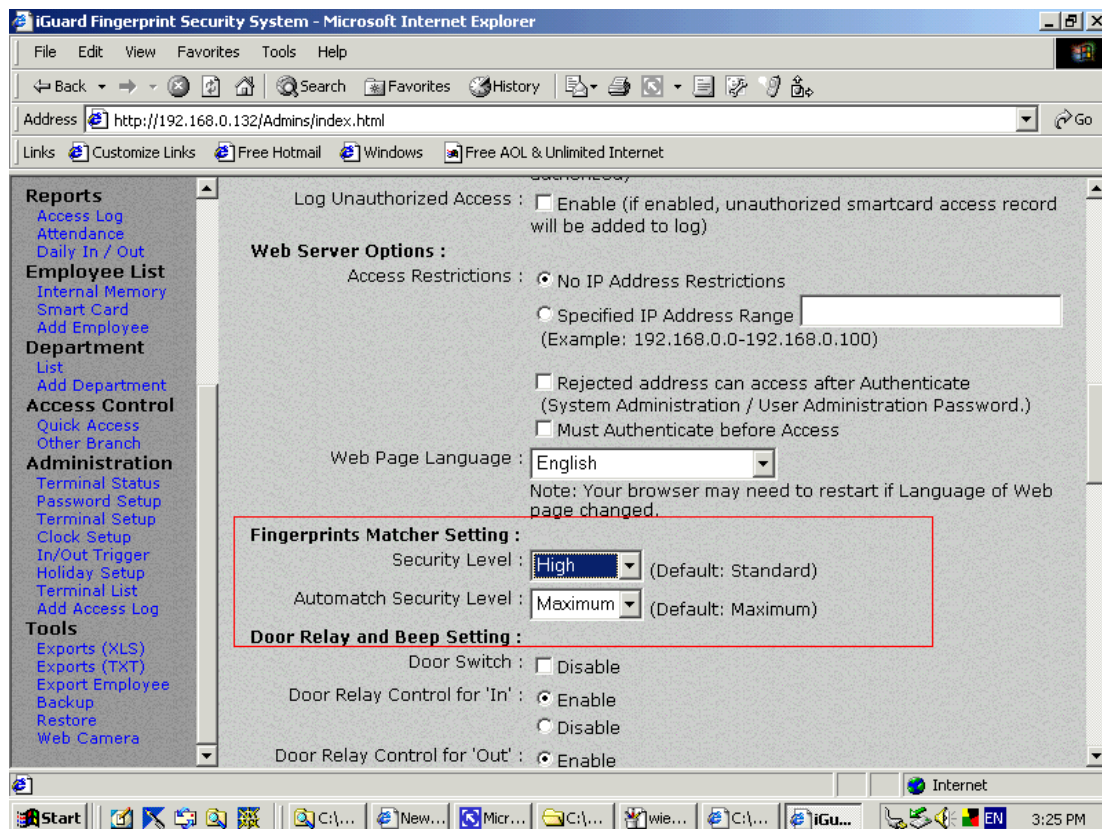 iGuard Fingerprint Security System - Microsoft Internet Explorer
File Edit View Favorites Tools Help
Back Search Favorites History
Address http://192.168.0.132/Admins/index.html Go
Links Customize Links Free Hotmail Windows Free AOL & Unlimited Internet
Reports
Access Log
Attendance
Daily In / Out
Employee List
Internal Memory
Smart Card
Add Employee
Department
List
Add Department
Access Control
Quick Access
Other Branch
Administration
Terminal Status
Password Setup
Terminal Setup
Clock Setup
In/Out Trigger
Holiday Setup
Terminal List
Add Access Log
Tools
Exports (XLS)
Exports (TXT)
Export Employee
Backup
Restore
Web Camera
authorized)
Log Unauthorized Access : Enable (if enabled, unauthorized smartcard access record
will be added to log)
Web Server Options :
Access Restrictions : No IP Address Restrictions
Specified IP Address Range
(Example: 192.168.0.0-192.168.0.100)
Rejected address can access after Authenticate
(System Administration / User Administration Password.)
Must Authenticate before Access
Web Page Language : English
Note: Your browser may need to restart if Language of Web
page changed.
Fingerprints Matcher Setting :
Security Level : High (Default: Standard)
Automatch Security Level : Maximum (Default: Maximum)
Door Relay and Beep Setting :
Door Switch : Disable
Door Relay Control for 'In' : Enable
Disable
Door Relay Control for 'Out' : Enable
Internet
Start C:\... New... Micr... C:\... wie... C:\... iGu... EN 3:25 PM